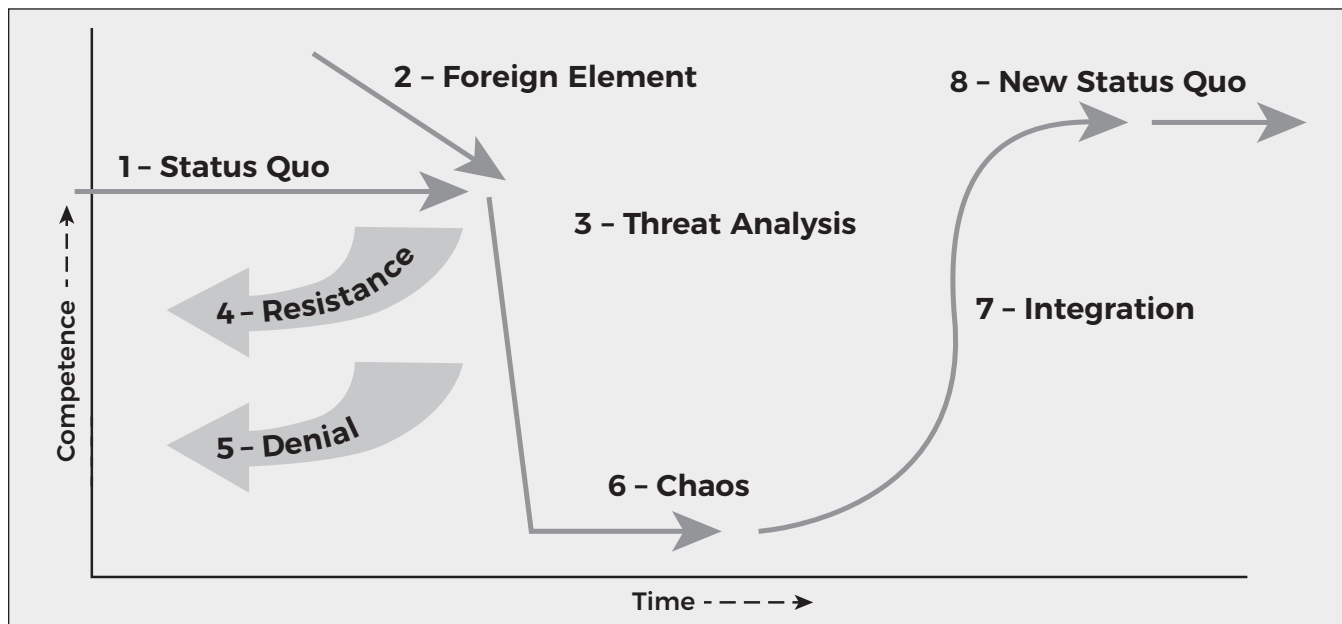 2 – Foreign Element
8 – New Status Quo
1 – Status Quo
3 – Threat Analysis
4 – Resistance
7 – Integration
5 – Denial
6 – Chaos
Competence
Time